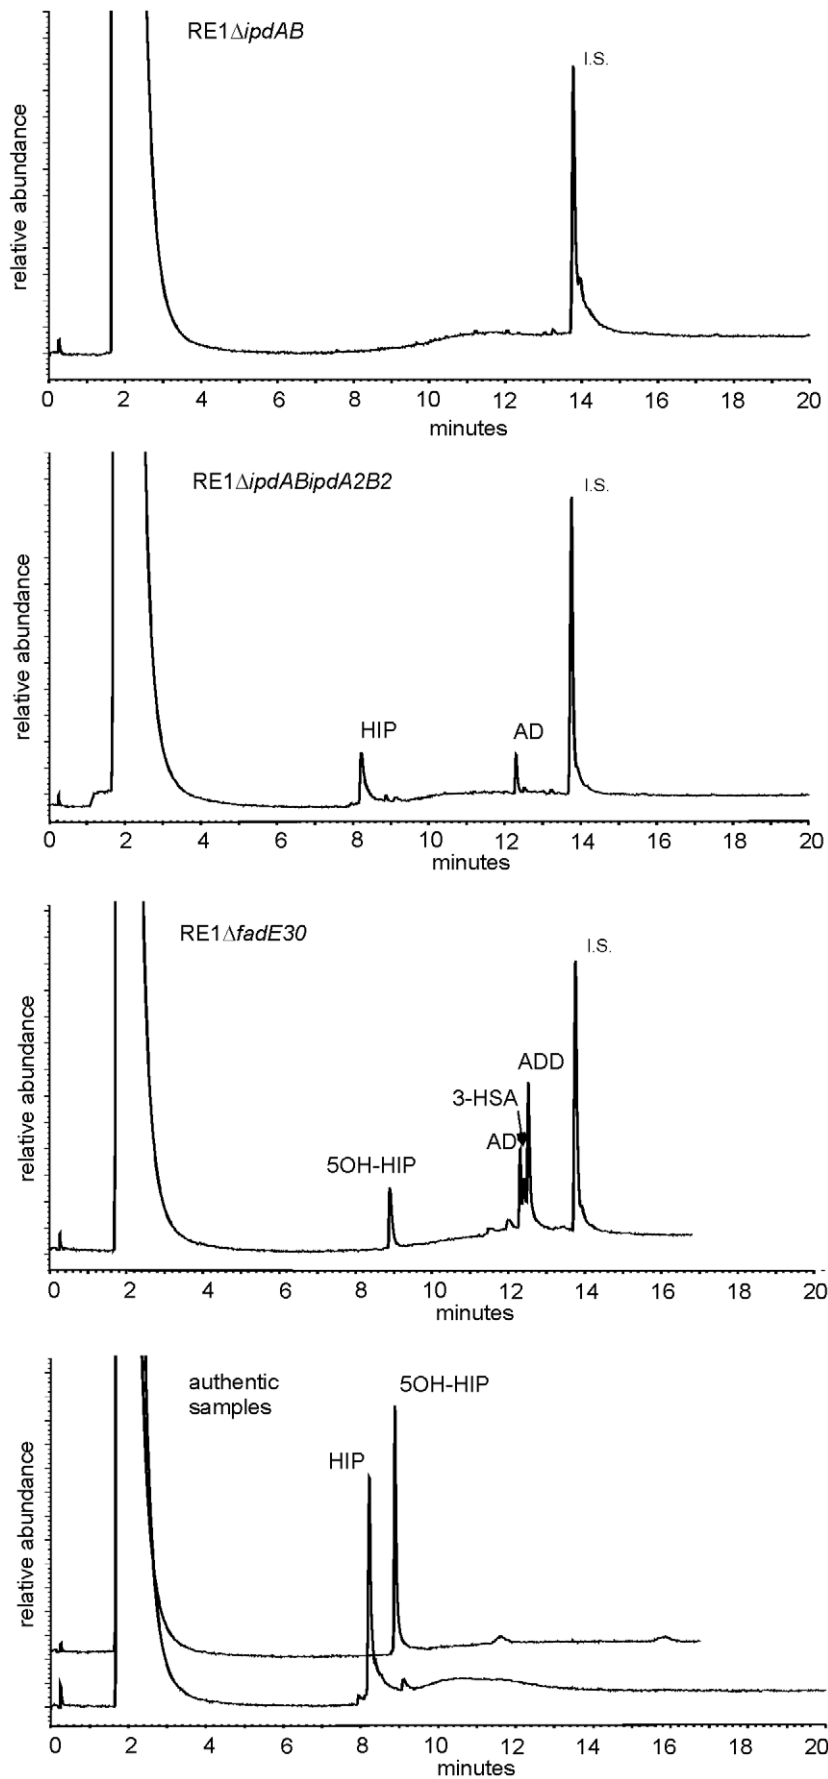 RE1ΔipdAB
I.S.
relative abundance
0 2 4 6 8 10 12 14 16 18 20
minutes
RE1ΔipdABipdA2B2
I.S.
HIP
AD
relative abundance
0 2 4 6 8 10 12 14 16 18 20
minutes
RE1ΔfadE30
I.S.
ADD
3-HSA
AD
5OH-HIP
relative abundance
0 2 4 6 8 10 12 14 16 18 20
minutes
authentic
samples
5OH-HIP
HIP
relative abundance
0 2 4 6 8 10 12 14 16 18 20
minutes